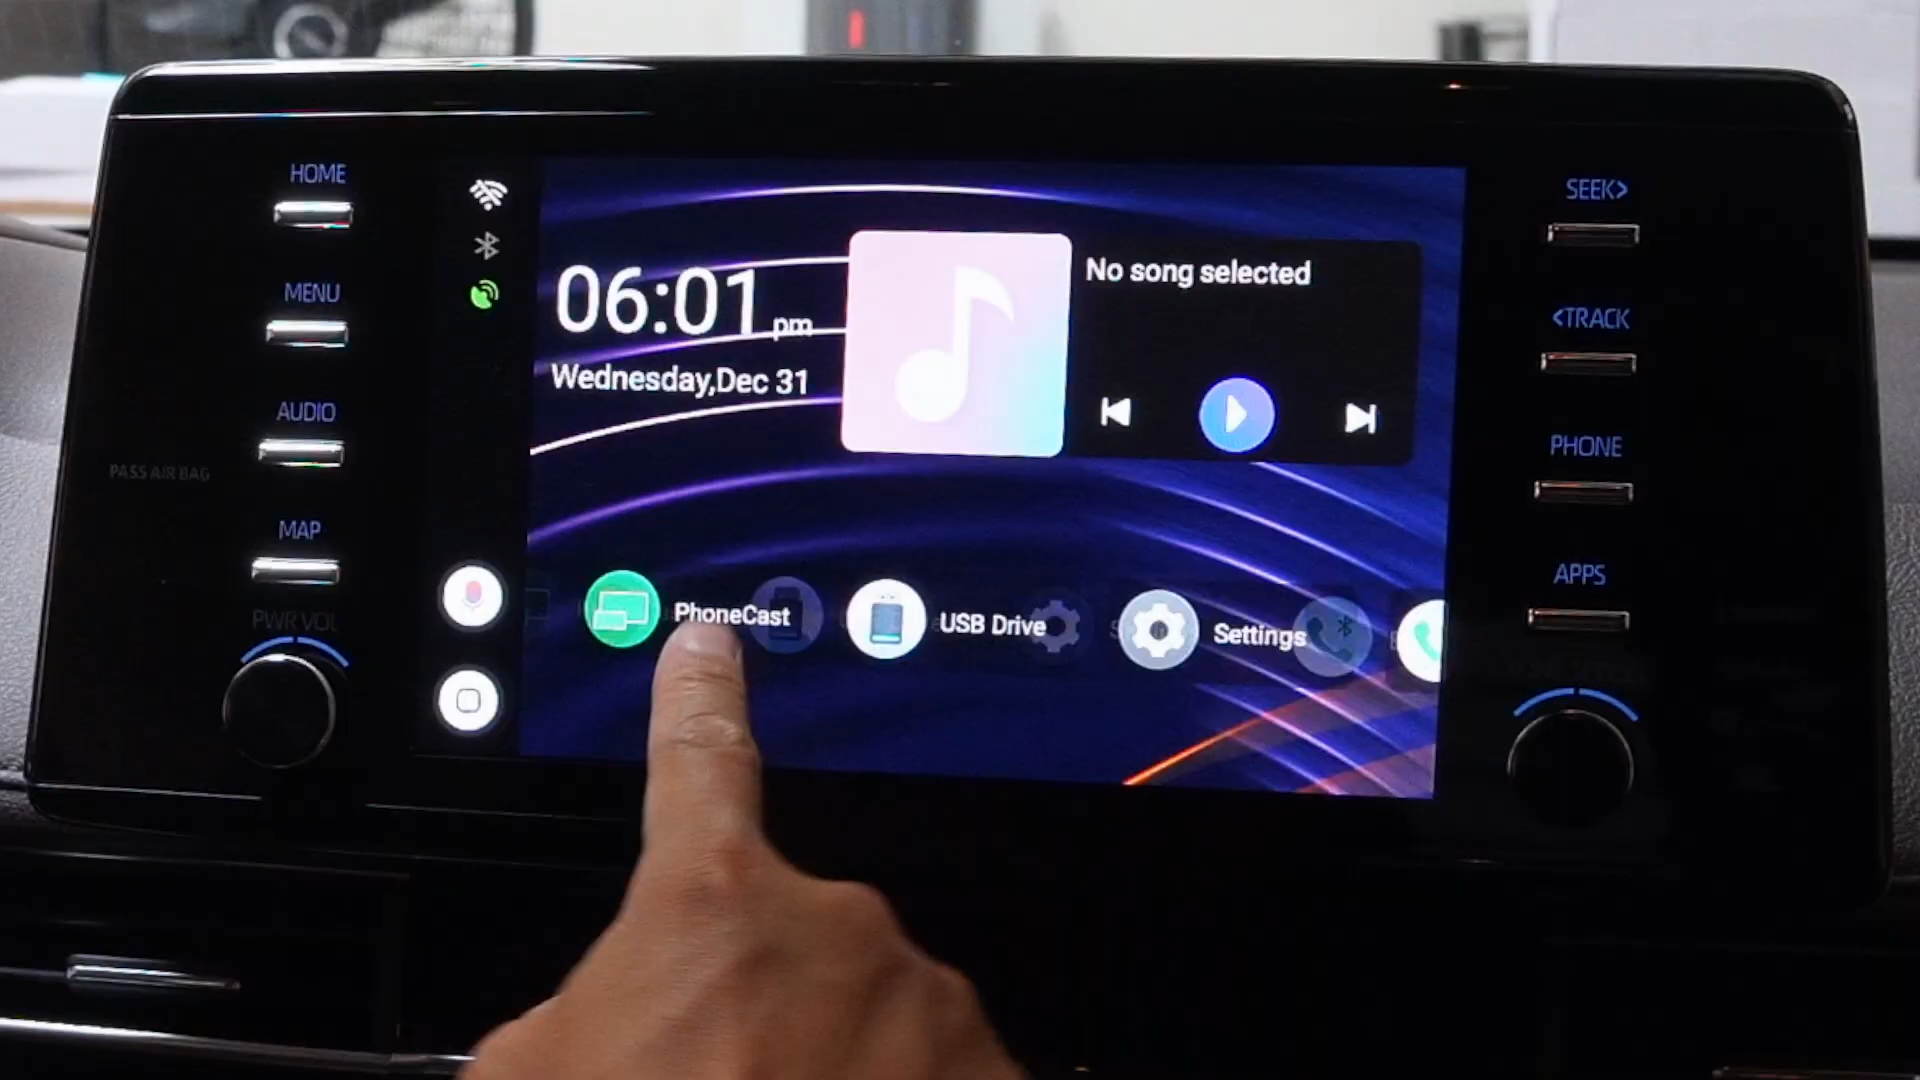 HOME
MENU
AUDIO
MAP
PWR VOL
PASS AIR BAG
06:01 pm
Wednesday,Dec 31
No song selected
PhoneCast
USB Drive
Settings
SEEK>
<TRACK
PHONE
APPS